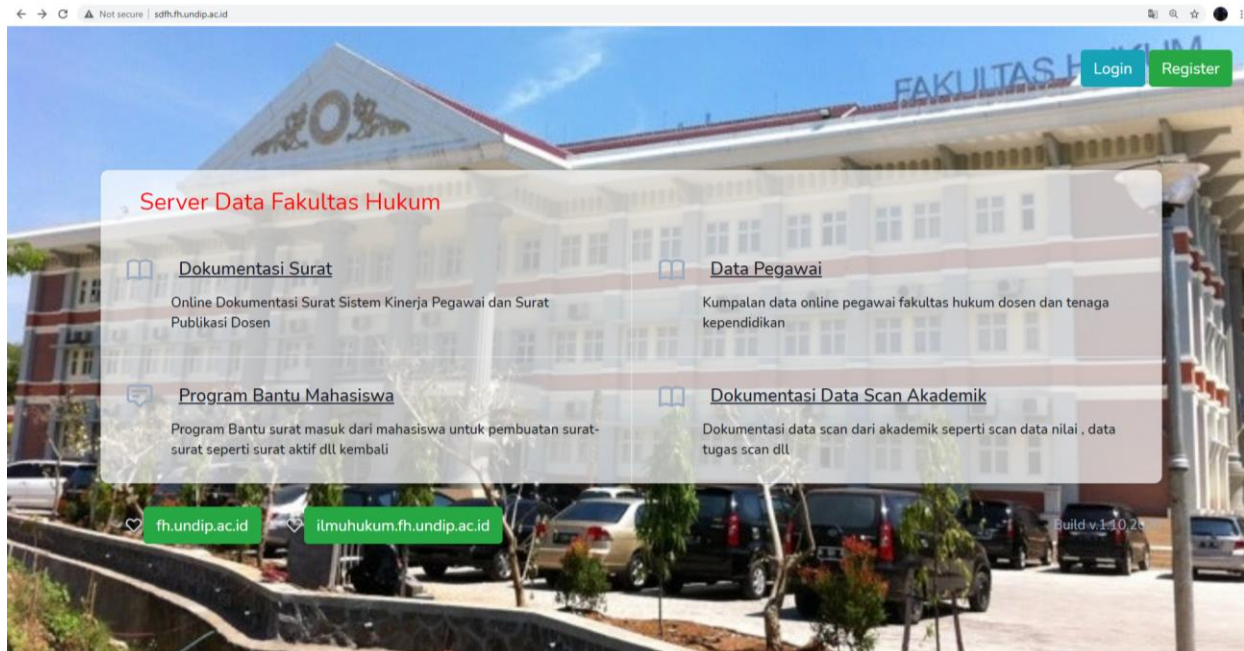 Not secure | sdfh.fh.undip.ac.id
FAKULTAS HUKUM
Login
Register
Server Data Fakultas Hukum
Dokumentasi Surat
Online Dokumentasi Surat Sistem Kinerja Pegawai dan Surat
Publikasi Dosen
Data Pegawai
Kumpulan data online pegawai fakultas hukum dosen dan tenaga
kependidikan
Program Bantu Mahasiswa
Program Bantu surat masuk dari mahasiswa untuk pembuatan surat-
surat seperti surat aktif dll kembali
Dokumentasi Data Scan Akademik
Dokumentasi data scan dari akademik seperti scan data nilai , data
tugas scan dll
fh.undip.ac.id
ilmuhukum.fh.undip.ac.id
Build